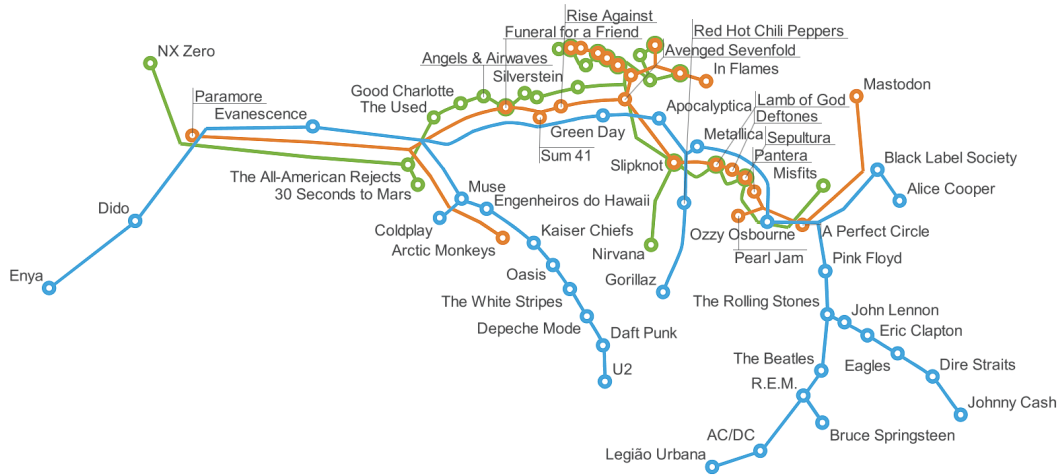 Rise Against
Red Hot Chili Peppers
Funeral for a Friend
NX Zero
Avenged Sevenfold
Angels & Airwaves
In Flames
Silverstein
Mastodon
Good Charlotte
Paramore
The Used
Apocalyptica
Lamb of God
Evanescence
Deftones
Green Day
Metallica
Sepultura
Sum 41
Pantera
Slipknot
Black Label Society
Misfits
The All-American Rejects
30 Seconds to Mars
Muse
Alice Cooper
Engenheiros do Hawaii
Dido
Coldplay
Kaiser Chiefs
Ozzy Osbourne
A Perfect Circle
Arctic Monkeys
Nirvana
Pearl Jam
Pink Floyd
Enya
Oasis
Gorillaz
The White Stripes
The Rolling Stones
John Lennon
Depeche Mode
Daft Punk
Eric Clapton
The Beatles
Eagles
Dire Straits
U2
R.E.M.
Johnny Cash
AC/DC
Bruce Springsteen
Legião Urbana